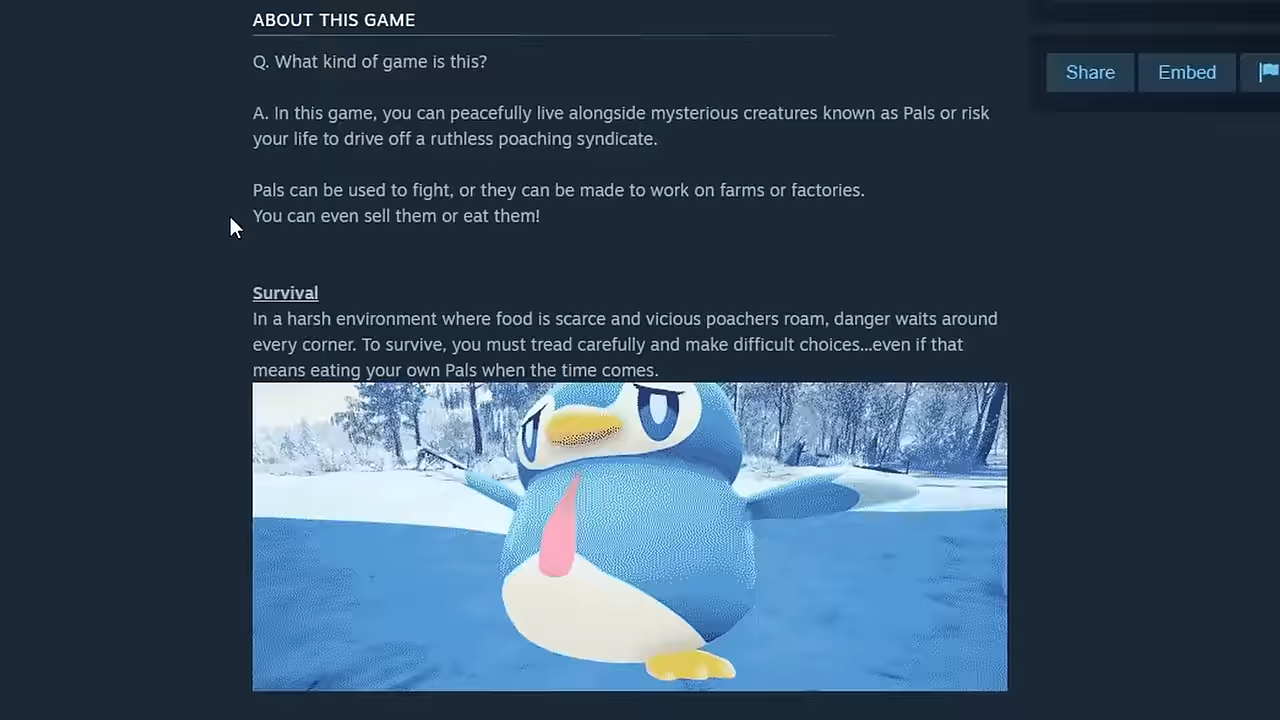 ABOUT THIS GAME
Q. What kind of game is this?
Share
Embed
A. In this game, you can peacefully live alongside mysterious creatures known as Pals or risk
your life to drive off a ruthless poaching syndicate.
Pals can be used to fight, or they can be made to work on farms or factories.
You can even sell them or eat them!
Survival
In a harsh environment where food is scarce and vicious poachers roam, danger waits around
every corner. To survive, you must tread carefully and make difficult choices...even if that
means eating your own Pals when the time comes.